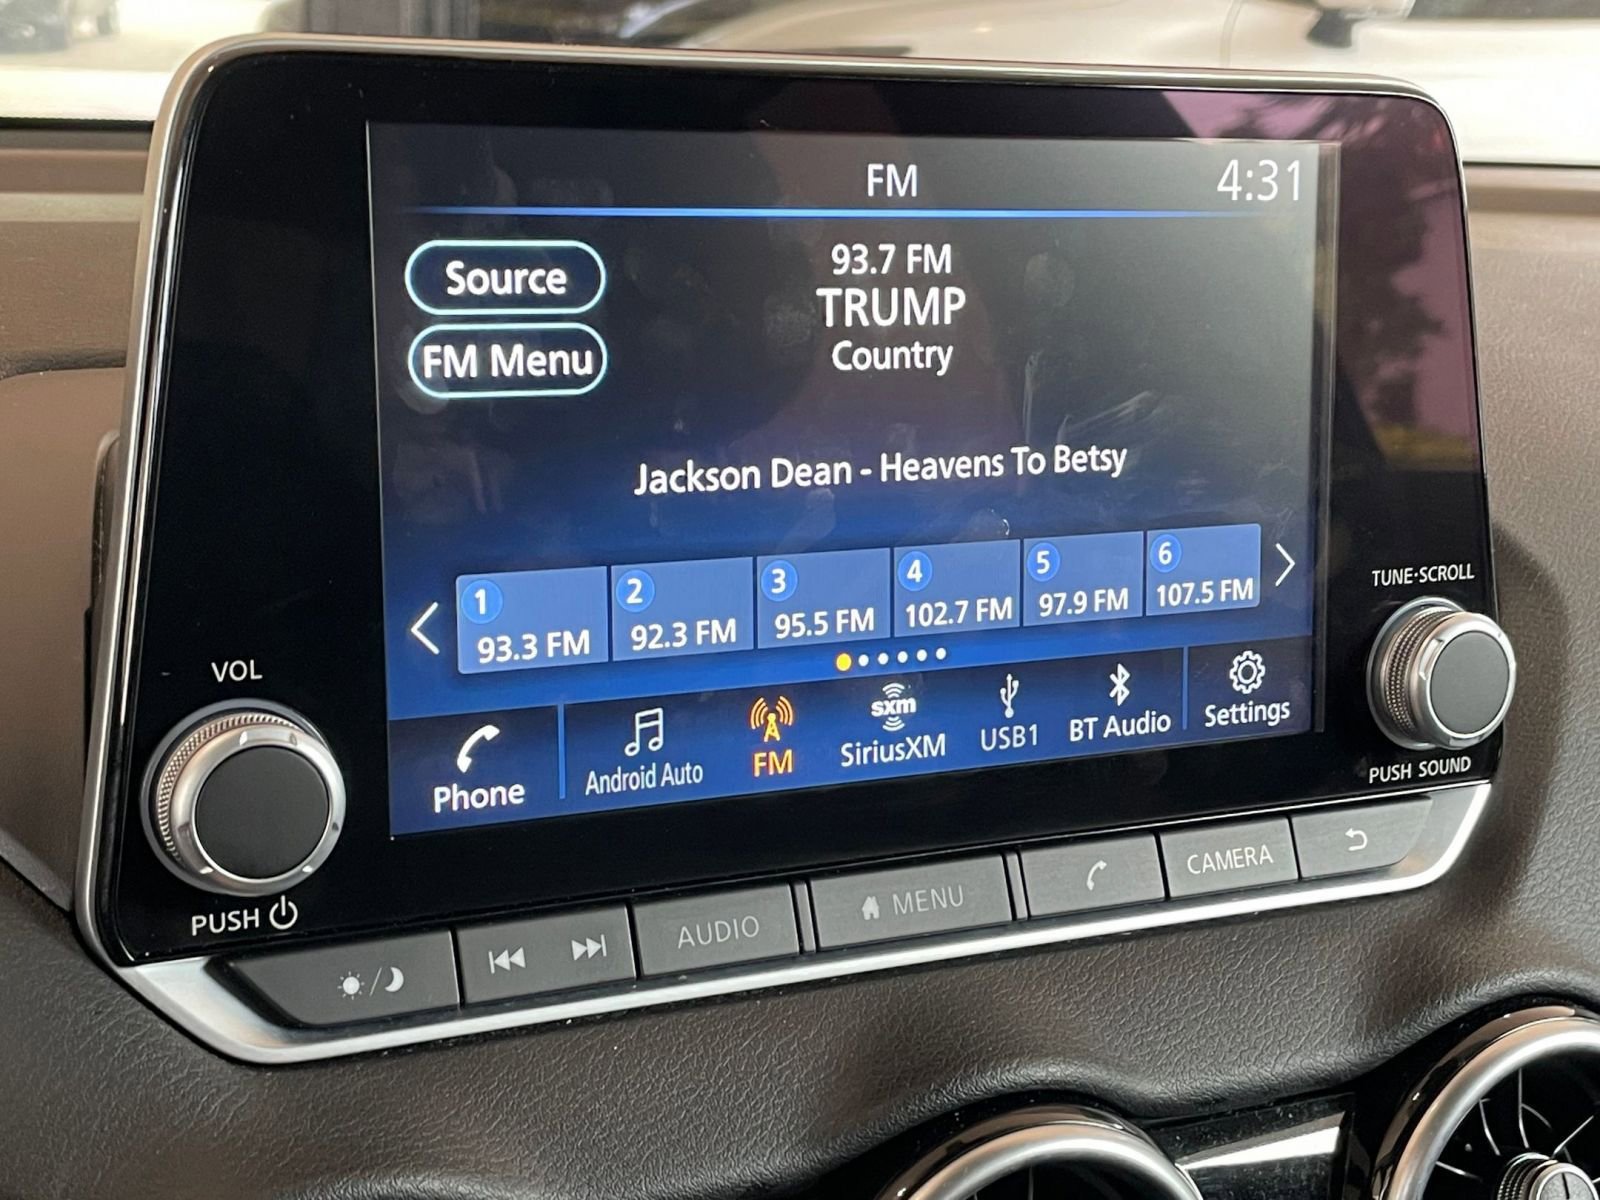 FM
4:31
Source
FM Menu
93.7 FM
TRUMP
Country
Jackson Dean - Heavens To Betsy
1
93.3 FM
2
92.3 FM
3
95.5 FM
4
102.7 FM
5
97.9 FM
6
107.5 FM
Phone
Android Auto
FM
sxm
SiriusXM
USB1
BT Audio
Settings
VOL
PUSH
TUNE·SCROLL
PUSH SOUND
AUDIO
MENU
CAMERA